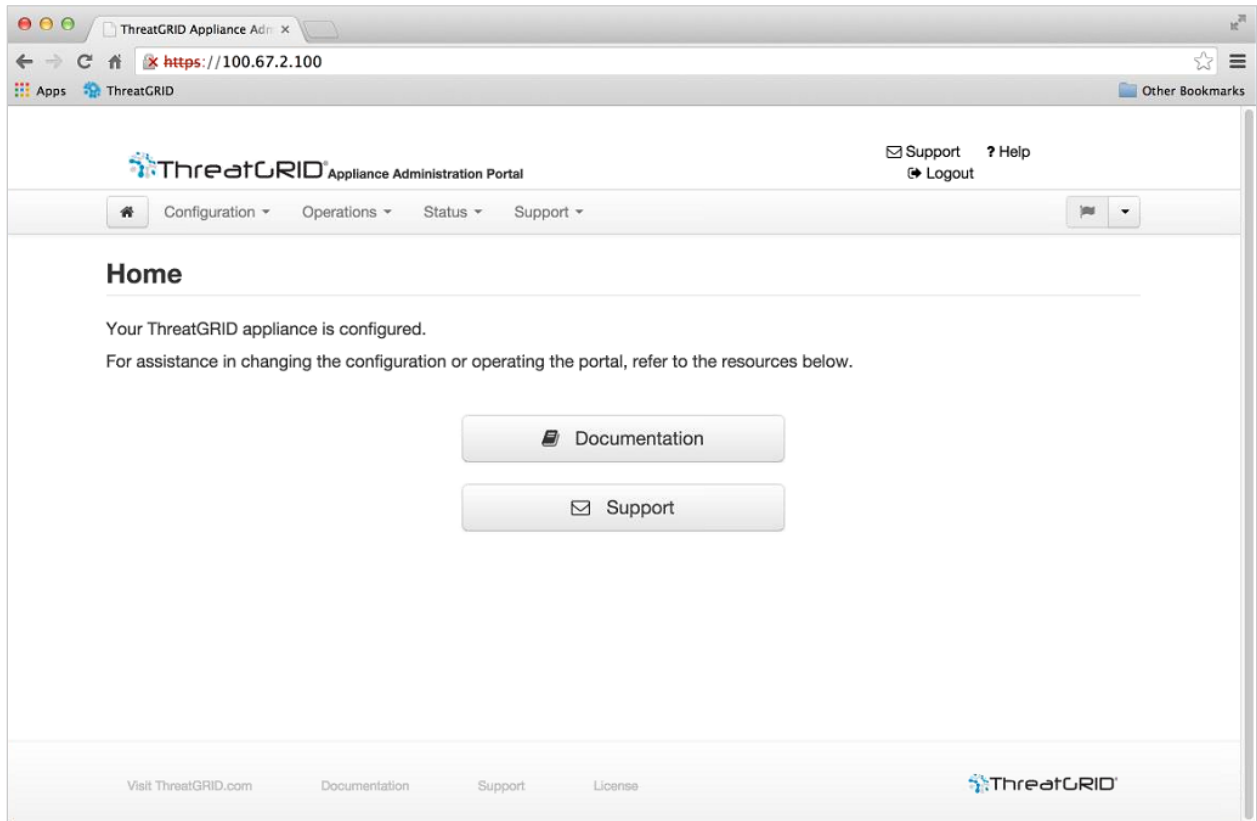 ThreatGRID Appliance Adm
https://100.67.2.100
Apps ThreatGRID Other Bookmarks
ThreatGRID® Appliance Administration Portal
Support ? Help
Logout
Configuration Operations Status Support
Home
Your ThreatGRID appliance is configured.
For assistance in changing the configuration or operating the portal, refer to the resources below.
Documentation
Support
Visit ThreatGRID.com Documentation Support License ThreatGRID®